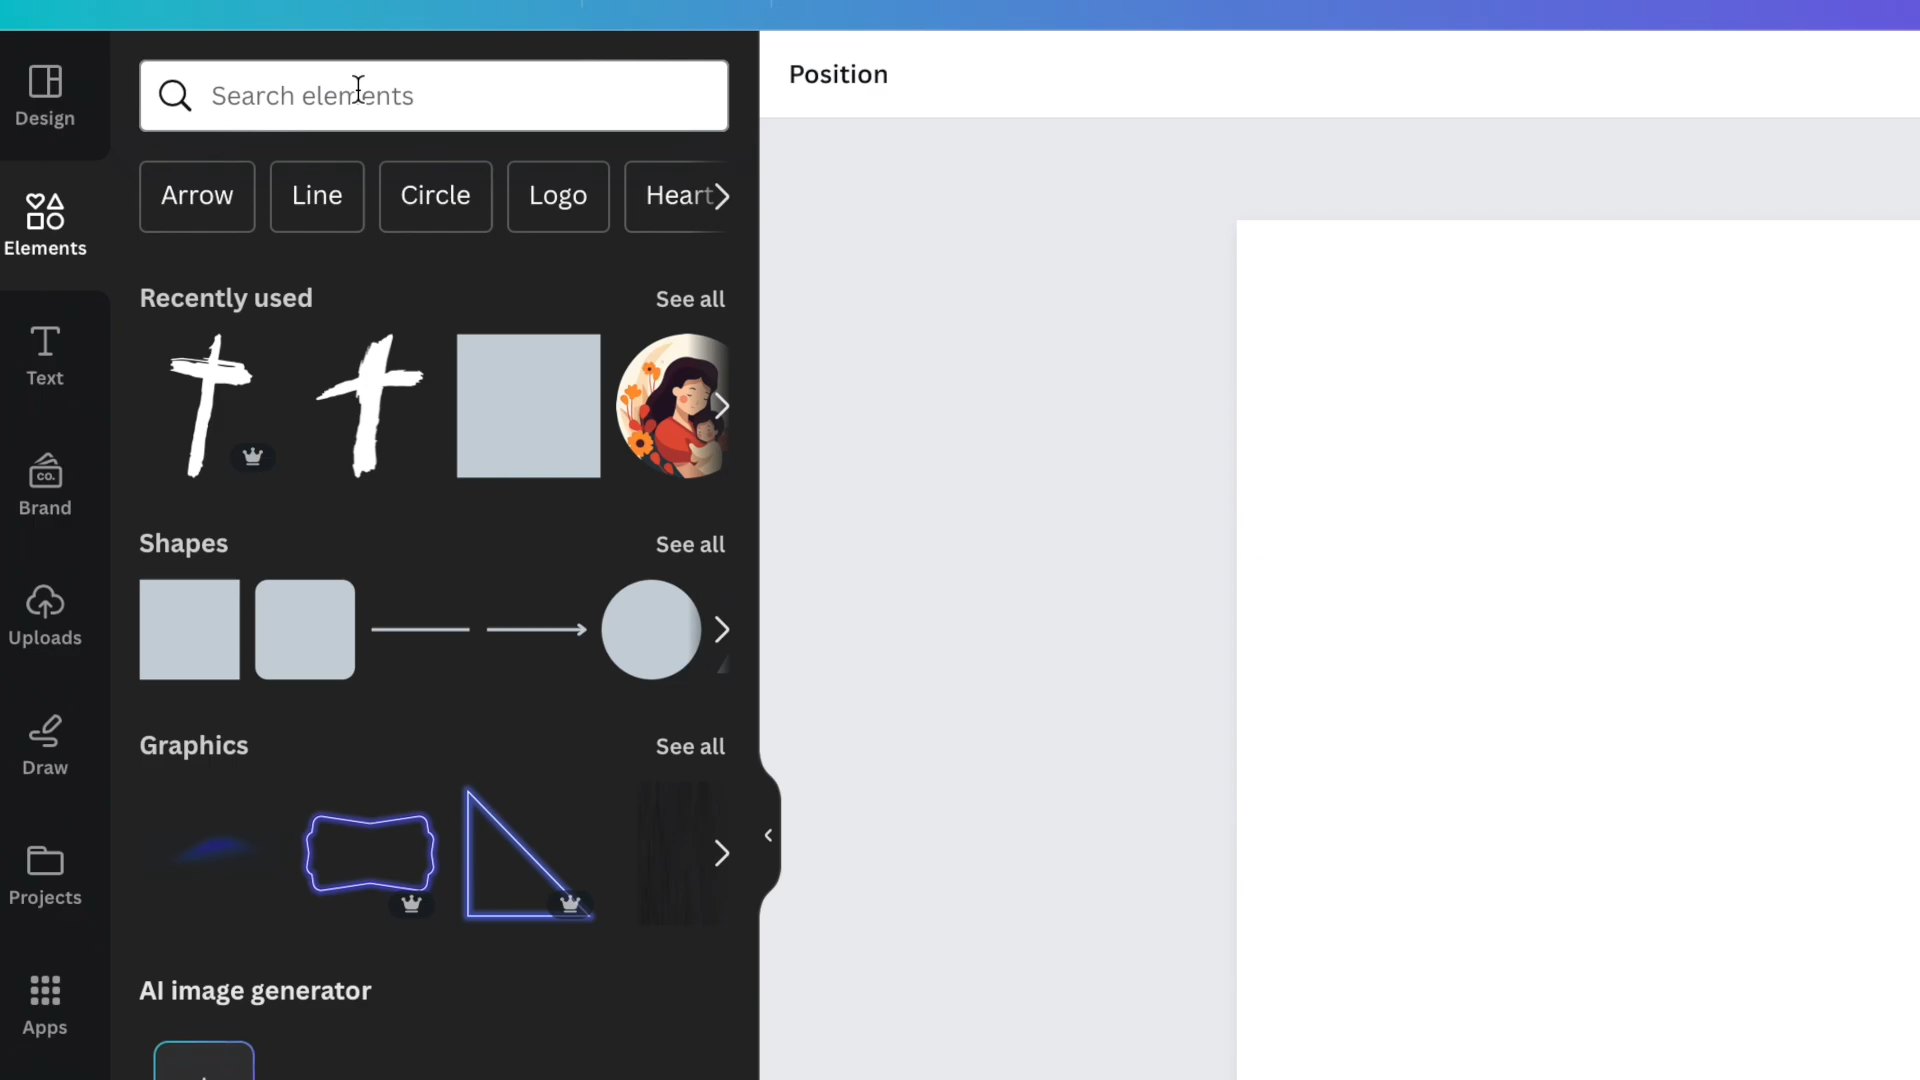 Design
Elements
Text
CO.
Brand
Uploads
Draw
Projects
Apps
Search elements
Arrow
Line
Circle
Logo
Heart
Recently used
See all
Shapes
See all
Graphics
See all
AI image generator
Position